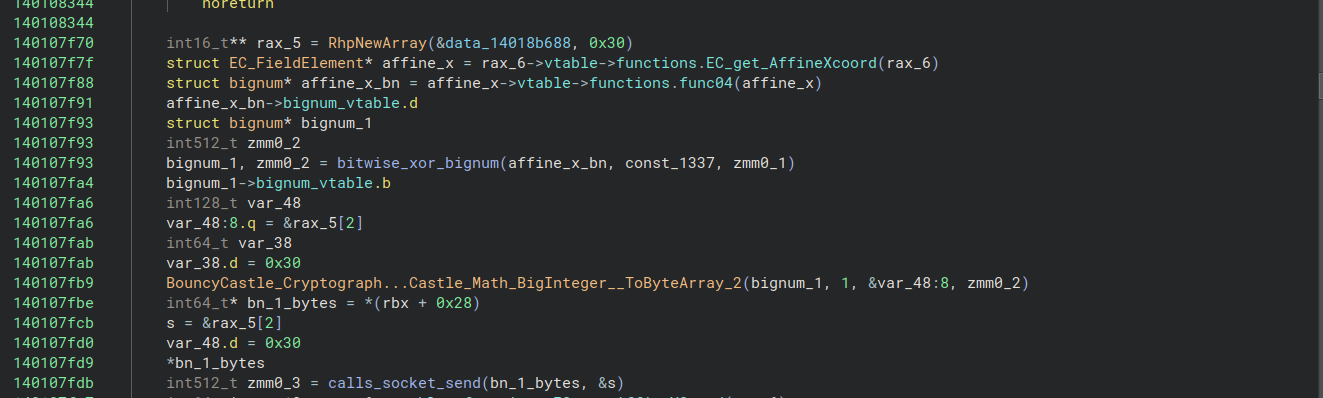 140108344 noreturn
140108344
140107f70 int16_t** rax_5 = RhpNewArray(&data_14018b688, 0x30)
140107f7f struct EC_FieldElement* affine_x = rax_6->vtable->functions.EC_get_AffineXcoord(rax_6)
140107f88 struct bignum* affine_x_bn = affine_x->vtable->functions.func04(affine_x)
140107f91 affine_x_bn->bignum_vtable.d
140107f93 struct bignum* bignum_1
140107f93 int512_t zmm0_2
140107f93 bignum_1, zmm0_2 = bitwise_xor_bignum(affine_x_bn, const_1337, zmm0_1)
140107fa4 bignum_1->bignum_vtable.b
140107fa6 int128_t var_48
140107fa6 var_48:8.q = &rax_5[2]
140107fab int64_t var_38
140107fab var_38.d = 0x30
140107fb9 BouncyCastle_Cryptograph...Castle_Math_BigInteger__ToByteArray_2(bignum_1, 1, &var_48:8, zmm0_2)
140107fbe int64_t* bn_1_bytes = *(rbx + 0x28)
140107fcb s = &rax_5[2]
140107fd0 var_48.d = 0x30
140107fd9 *bn_1_bytes
140107fdb int512_t zmm0_3 = calls_socket_send(bn_1_bytes, &s)